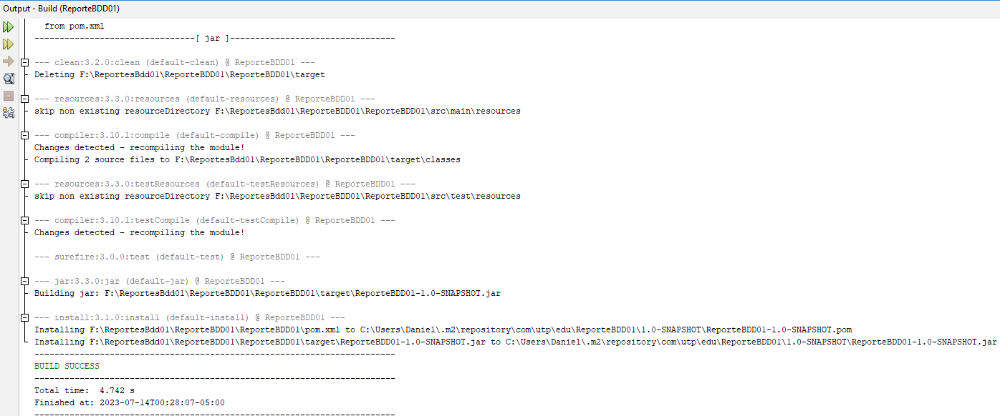 Output - Build (ReporteBDD01)
from pom.xml
--------------------------------[ jar ]---------------------------------
--- clean:3.2.0:clean (default-clean) @ ReporteBDD01 ---
Deleting F:\ReportesBdd01\ReporteBDD01\ReporteBDD01\target
--- resources:3.3.0:resources (default-resources) @ ReporteBDD01 ---
skip non existing resourceDirectory F:\ReportesBdd01\ReporteBDD01\ReporteBDD01\src\main\resources
--- compiler:3.10.1:compile (default-compile) @ ReporteBDD01 ---
Changes detected - recompiling the module!
Compiling 2 source files to F:\ReportesBdd01\ReporteBDD01\ReporteBDD01\target\classes
--- resources:3.3.0:testResources (default-testResources) @ ReporteBDD01 ---
skip non existing resourceDirectory F:\ReportesBdd01\ReporteBDD01\ReporteBDD01\src\test\resources
--- compiler:3.10.1:testCompile (default-testCompile) @ ReporteBDD01 ---
Changes detected - recompiling the module!
--- surefire:3.0.0:test (default-test) @ ReporteBDD01 ---
--- jar:3.3.0:jar (default-jar) @ ReporteBDD01 ---
Building jar: F:\ReportesBdd01\ReporteBDD01\ReporteBDD01\target\ReporteBDD01-1.0-SNAPSHOT.jar
--- install:3.1.0:install (default-install) @ ReporteBDD01 ---
Installing F:\ReportesBdd01\ReporteBDD01\ReporteBDD01\pom.xml to C:\Users\Daniel\.m2\repository\com\utp\edu\ReporteBDD01\1.0-SNAPSHOT\ReporteBDD01-1.0-SNAPSHOT.pom
Installing F:\ReportesBdd01\ReporteBDD01\ReporteBDD01\target\ReporteBDD01-1.0-SNAPSHOT.jar to C:\Users\Daniel\.m2\repository\com\utp\edu\ReporteBDD01\1.0-SNAPSHOT\ReporteBDD01-1.0-SNAPSHOT.jar
------------------------------------------------------------------------
BUILD SUCCESS
------------------------------------------------------------------------
Total time:  4.742 s
Finished at: 2023-07-14T00:28:07-05:00
------------------------------------------------------------------------